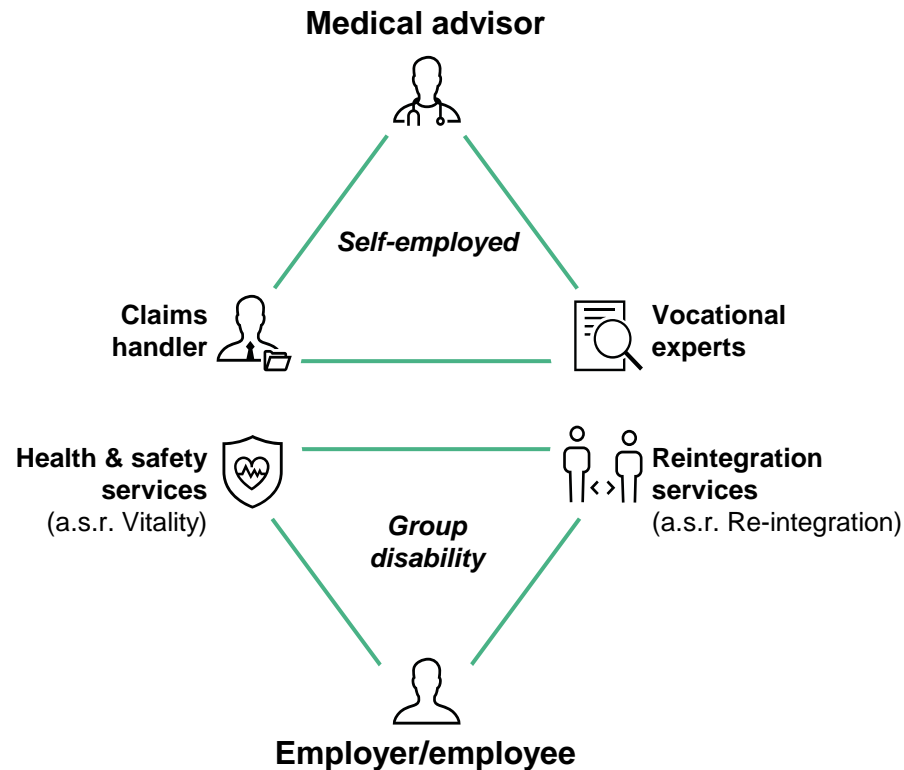 Medical advisor
Self-employed
Claims
handler
Vocational
experts
Health & safety
services
(a.s.r. Vitality)
Reintegration
services
(a.s.r. Re-integration)
Group
disability
Employer/employee